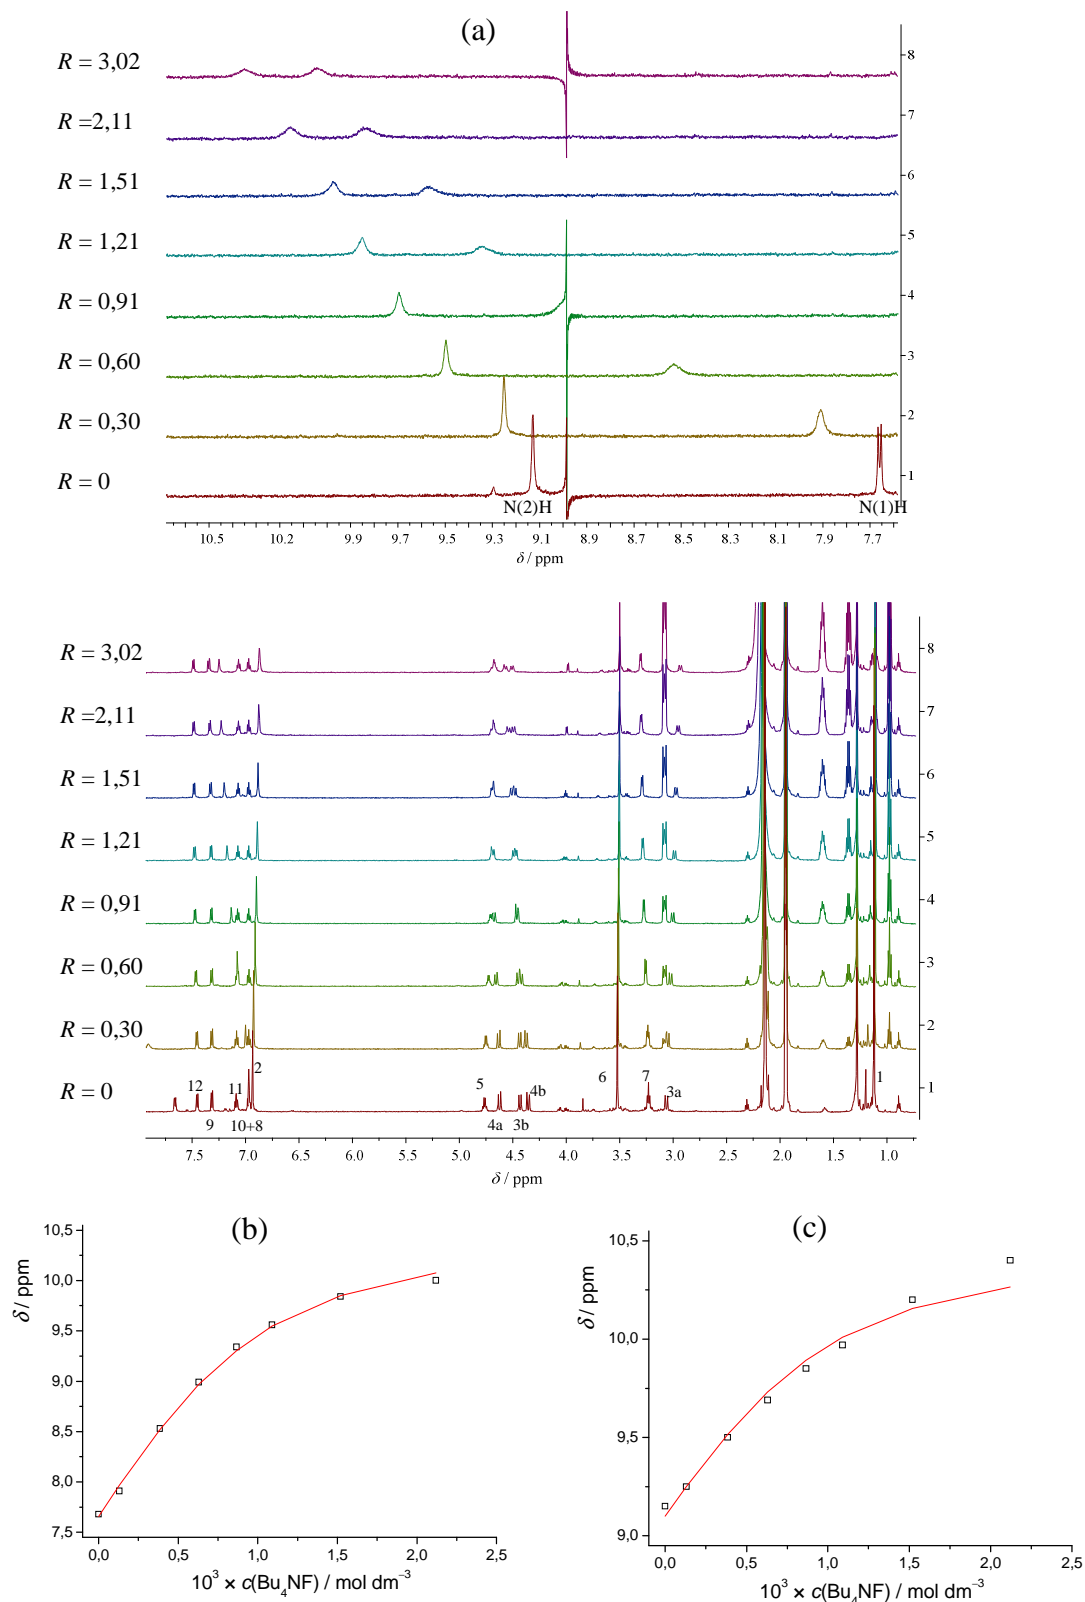 (a)
R = 3,02
8
R =2,11
7
R = 1,51
6
R = 1,21
5
R = 0,91
4
R = 0,60
3
R = 0,30
2
R = 0
1
N(2)H N(1)H
10.5 10.2 9.9 9.7 9.5 9.3 9.1 8.9 8.7 8.5 8.3 8.1 7.9 7.7
δ / ppm
R = 3,02
8
R =2,11
7
R = 1,51
6
R = 1,21
5
R = 0,91
4
R = 0,60
3
R = 0,30
2
R = 0
1
12 11 2 5 4b 6 7 3a 1
9 10+8 4a 3b
7.5 7.0 6.5 6.0 5.5 5.0 4.5 4.0 3.5 3.0 2.5 2.0 1.5 1.0
δ / ppm
(b)
10,5
10,0
9,5
9,0
8,5
8,0
7,5
δ / ppm
0,0 0,5 1,0 1,5 2,0 2,5
10³ × c(Bu₄NF) / mol dm⁻³
(c)
10,5
10,0
9,5
9,0
δ / ppm
0,0 0,5 1,0 1,5 2,0 2,5
10³ × c(Bu₄NF) / mol dm⁻³